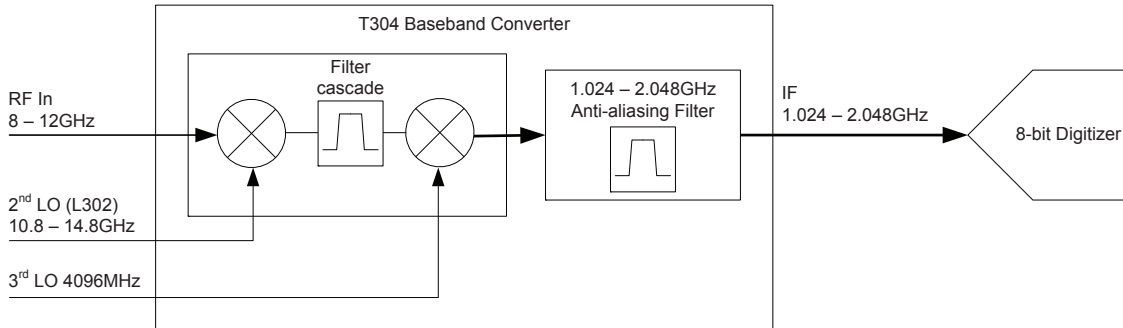 T304 Baseband Converter
Filter
cascade
RF In
8 – 12GHz
1.024 – 2.048GHz
Anti-aliasing Filter
IF
1.024 – 2.048GHz
8-bit Digitizer
2nd LO (L302)
10.8 – 14.8GHz
3rd LO 4096MHz